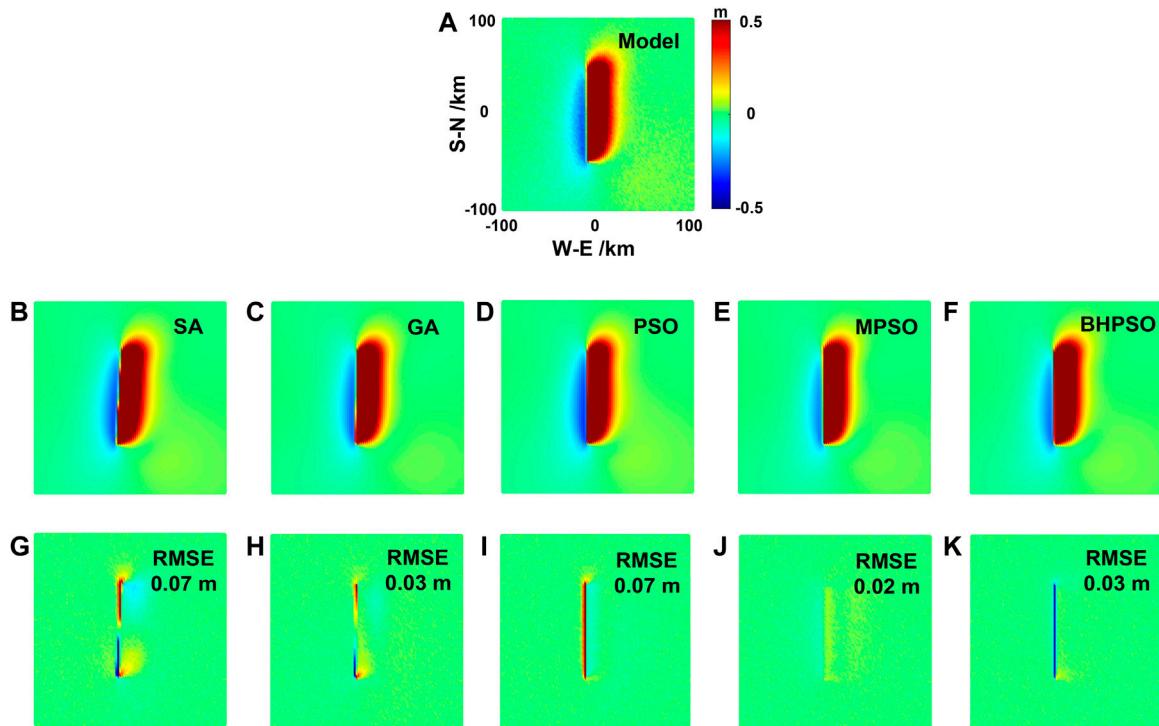 A
100
m
0.5
Model
S-N /km
0
0
-100
-0.5
-100
0
100
W-E /km
B
SA
C
GA
D
PSO
E
MPSO
F
BHPSO
G
RMSE
0.07 m
H
RMSE
0.03 m
I
RMSE
0.07 m
J
RMSE
0.02 m
K
RMSE
0.03 m